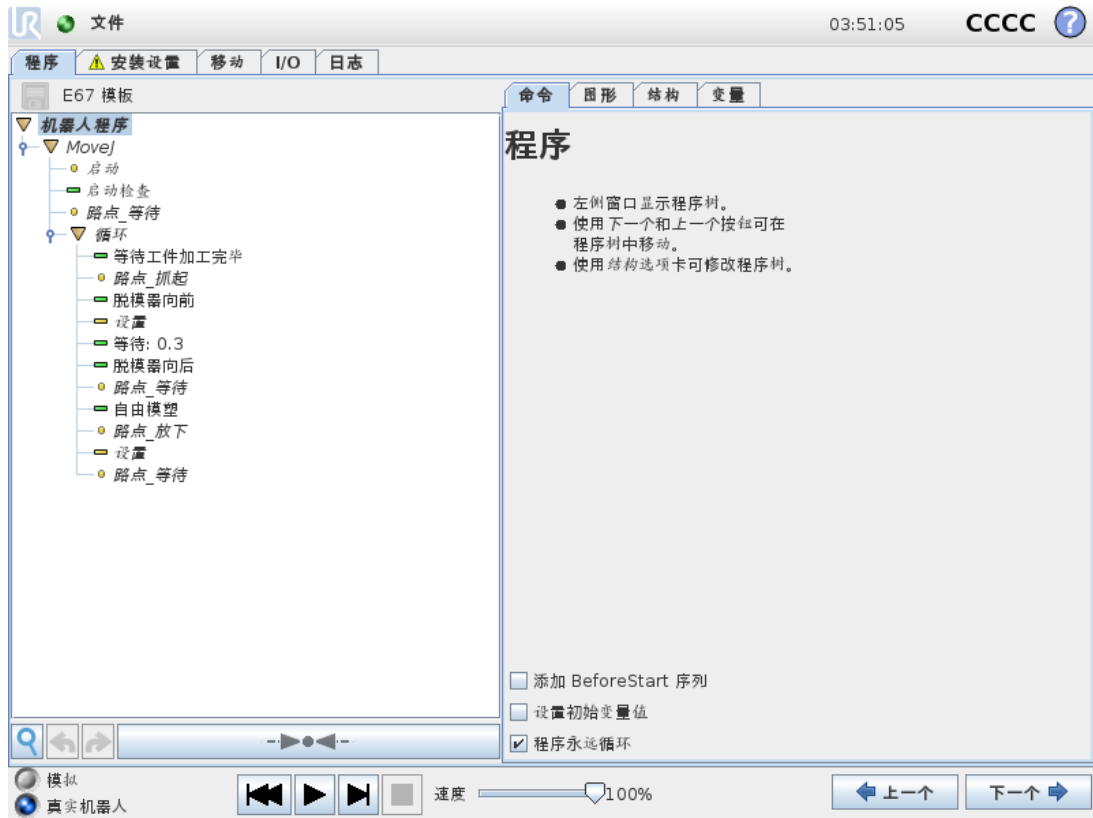 UR 文件 03:51:05 CCCC ?
程序 安装设置 移动 I/O 日志
E67 模板
命令 图形 结构 变量
机器人程序
MoveJ
启动
启动检查
路点_等待
循环
等待工件加工完毕
路点_抓起
脱模器向前
设置
等待: 0.3
脱模器向后
路点_等待
自由模塑
路点_放下
设置
路点_等待
程序
左侧窗口显示程序树。
使用下一个和上一个按钮可在
程序树中移动。
使用结构选项卡可修改程序树。
添加 BeforeStart 序列
设置初始变量值
程序永远循环
模拟
真实机器人
速度 100%
上一个 下一个